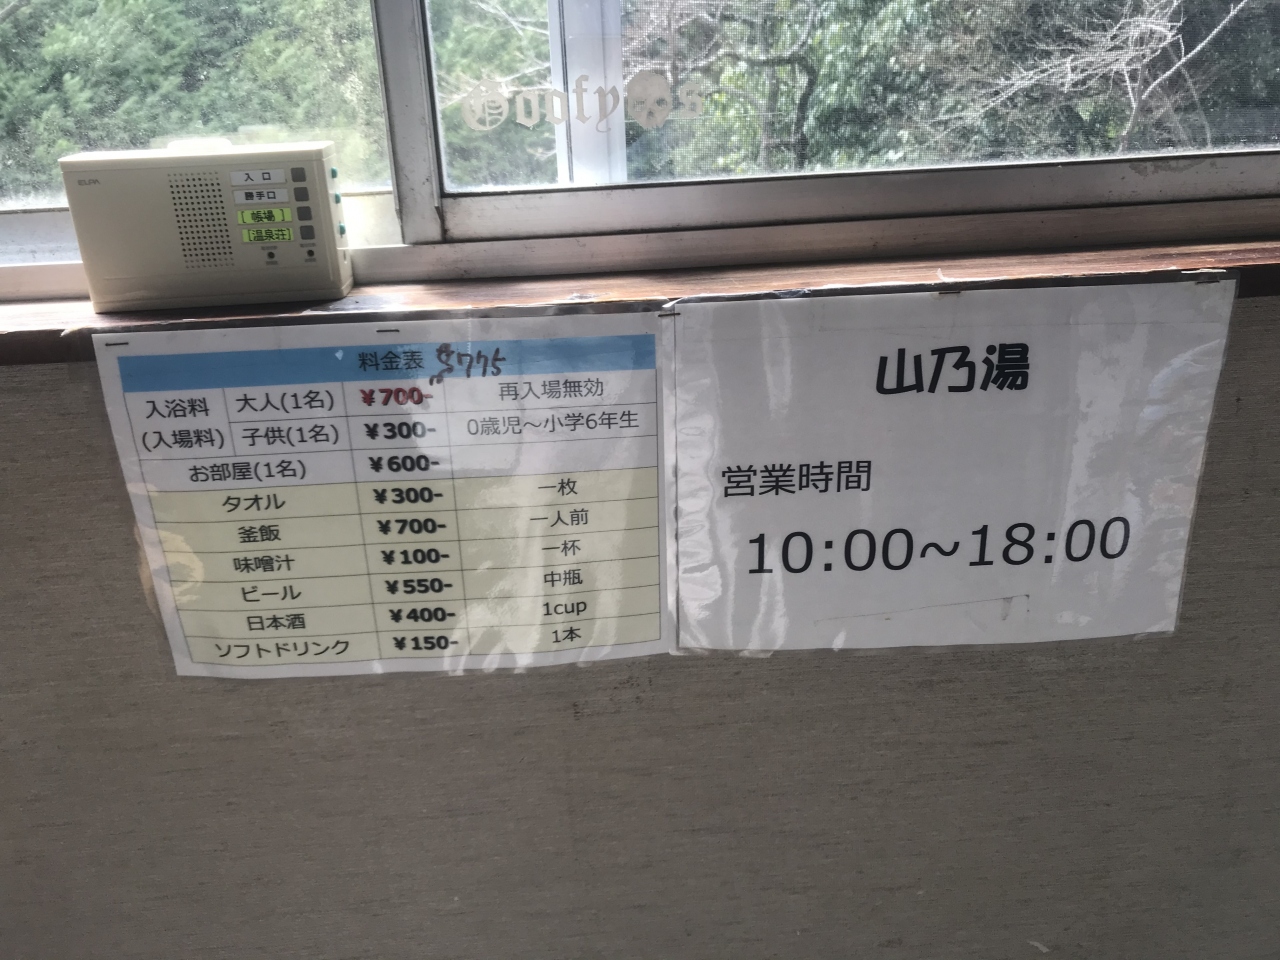 Goofy s
ELPA
入口
勝手口
[帳場]
[温泉荘]
料金表
入浴料 大人(1名) ¥700- 再入場無効
(入場料) 子供(1名) ¥300- 0歳児～小学6年生
お部屋(1名) ¥600-
タオル ¥300- 一枚
釜飯 ¥700- 一人前
味噌汁 ¥100- 一杯
ビール ¥550- 中瓶
日本酒 ¥400- 1cup
ソフトドリンク ¥150- 1本
山乃湯
営業時間
10:00~18:00